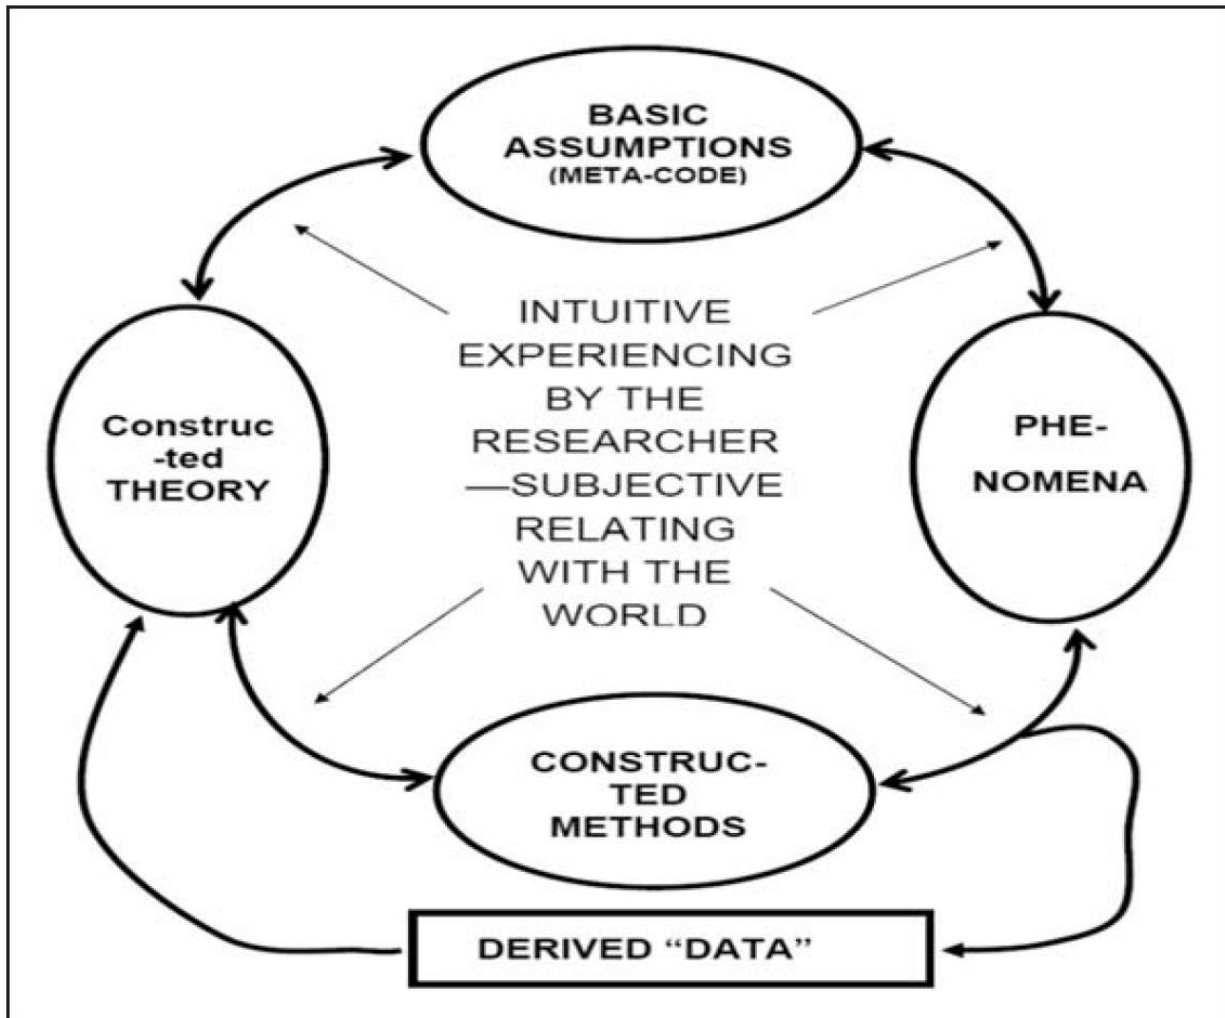 BASIC
ASSUMPTIONS
(META-CODE)
INTUITIVE
EXPERIENCING
BY THE
RESEARCHER
—SUBJECTIVE
RELATING
WITH THE
WORLD
Construc
-ted
THEORY
PHE-
NOMENA
CONSTRUC-
TED
METHODS
DERIVED “DATA”